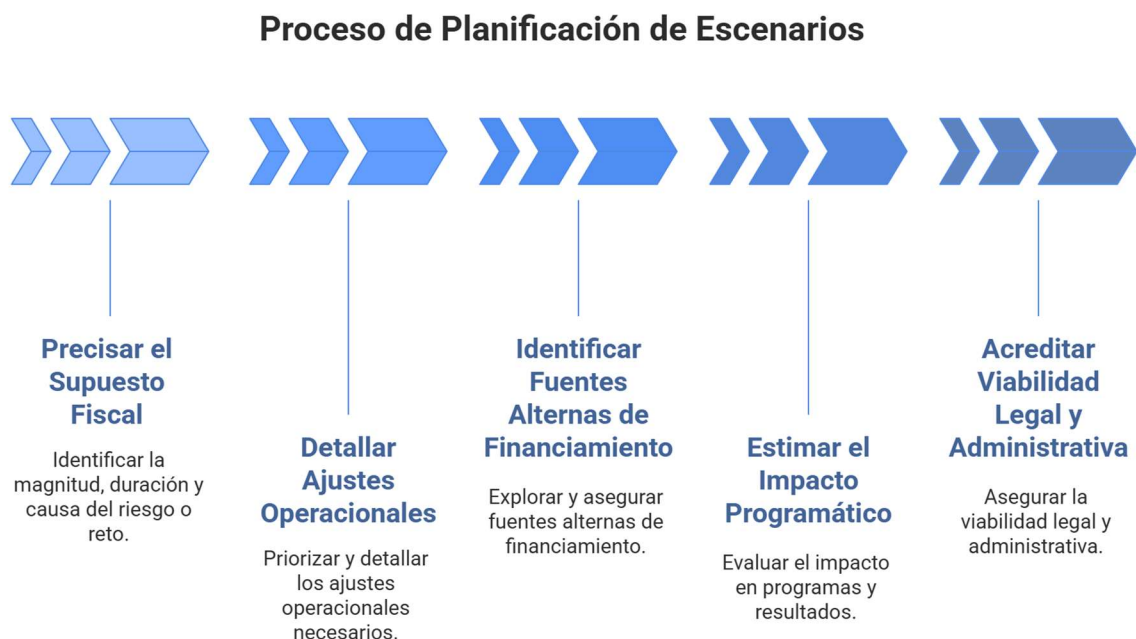 Proceso de Planificación de Escenarios
Precisar el
Supuesto
Fiscal
Identificar la
magnitud, duración y
causa del riesgo o
reto.
Detallar
Ajustes
Operacionales
Priorizar y detallar
los ajustes
operacionales
necesarios.
Identificar
Fuentes
Alternas de
Financiamiento
Explorar y asegurar
fuentes alternas de
financiamiento.
Estimar el
Impacto
Programático
Evaluar el impacto
en programas y
resultados.
Acreditar
Viabilidad
Legal y
Administrativa
Asegurar la
viabilidad legal y
administrativa.